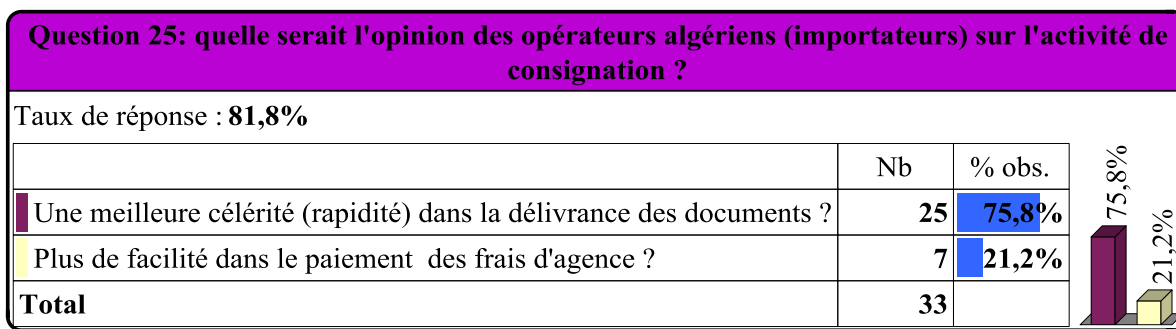 Question 25: quelle serait l'opinion des opérateurs algériens (importateurs) sur l'activité de
consignation ?
Taux de réponse : 81,8%
Nb % obs.
Une meilleure célérité (rapidité) dans la délivrance des documents ? 25 75,8%
Plus de facilité dans le paiement des frais d'agence ? 7 21,2%
Total 33
75,8%
21,2%